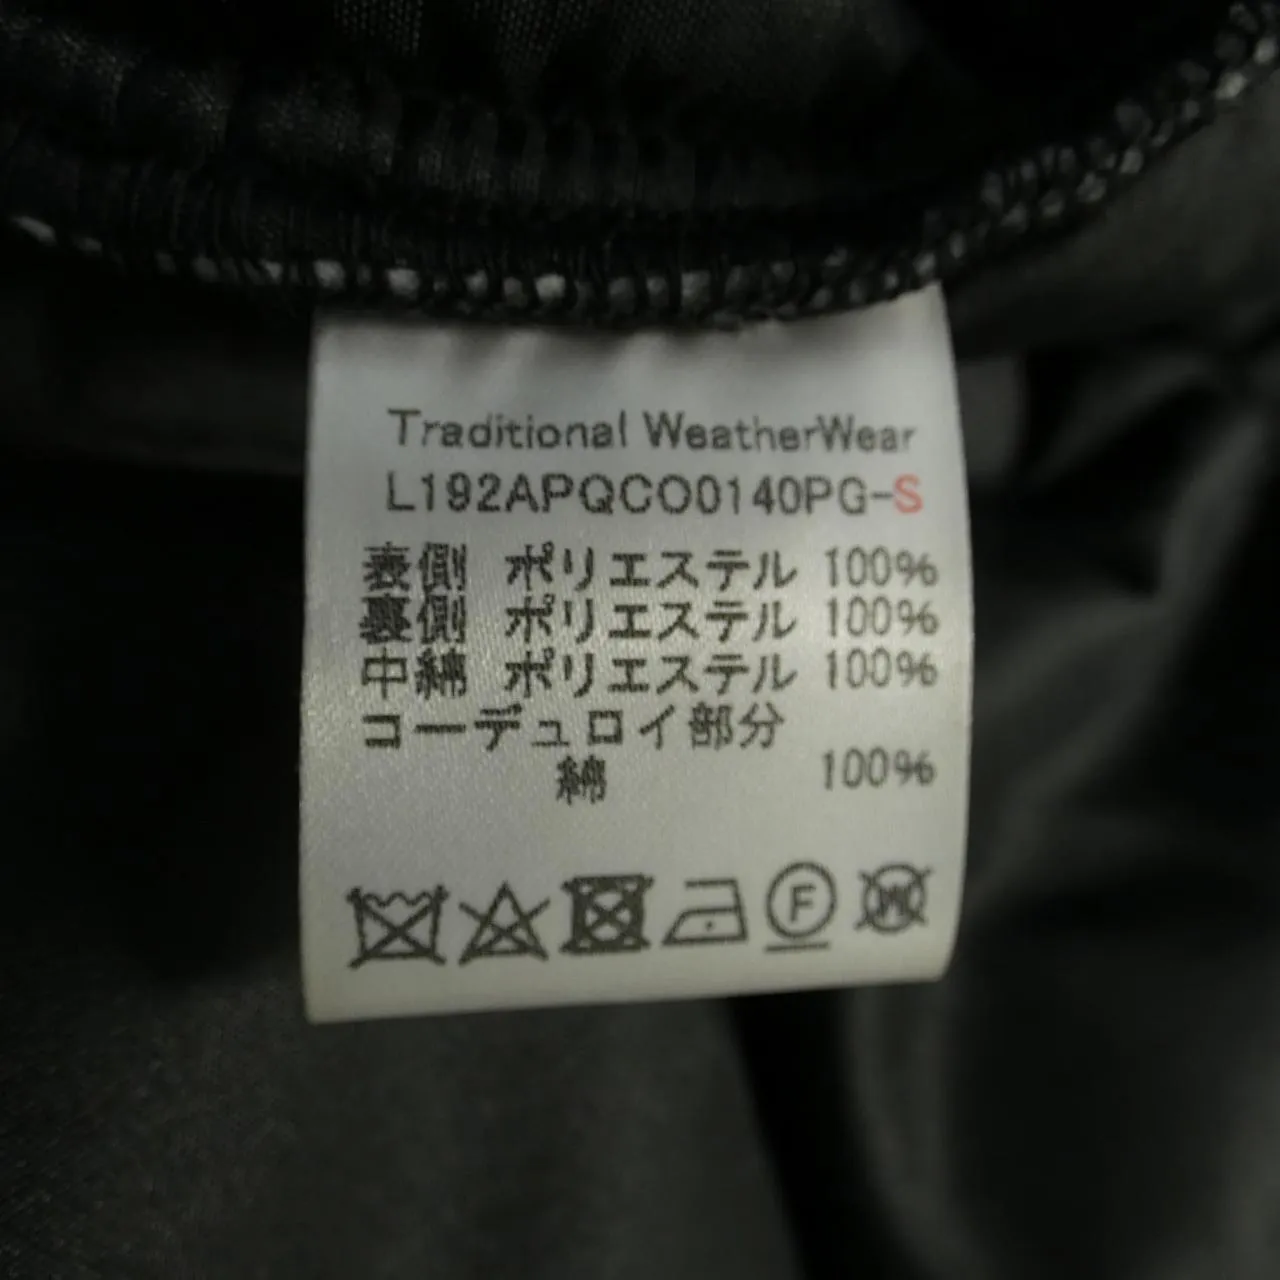 Traditional WeatherWear
L192APQCO0140PG-S
表側 ポリエステル 100%
裏側 ポリエステル 100%
中綿 ポリエステル 100%
コーデュロイ部分
綿 100%
F W